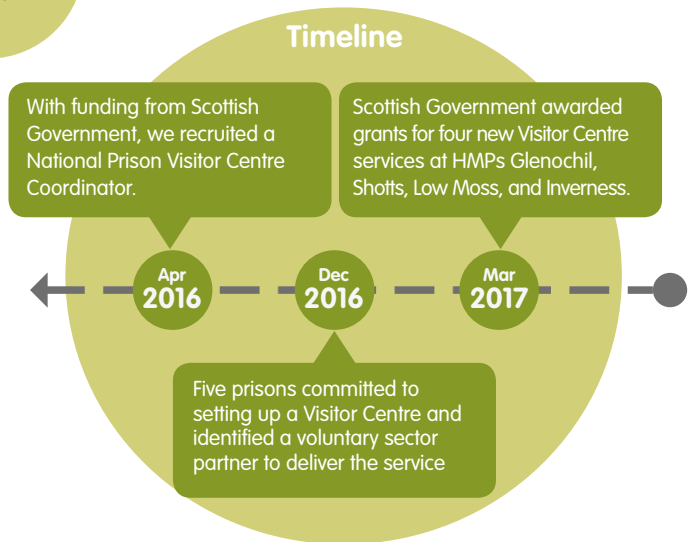 Timeline
With funding from Scottish
Government, we recruited a
National Prison Visitor Centre
Coordinator.
Scottish Government awarded
grants for four new Visitor Centre
services at HMPs Glenochil,
Shotts, Low Moss, and Inverness.
Apr
2016
Dec
2016
Mar
2017
Five prisons committed to
setting up a Visitor Centre and
identified a voluntary sector
partner to deliver the service